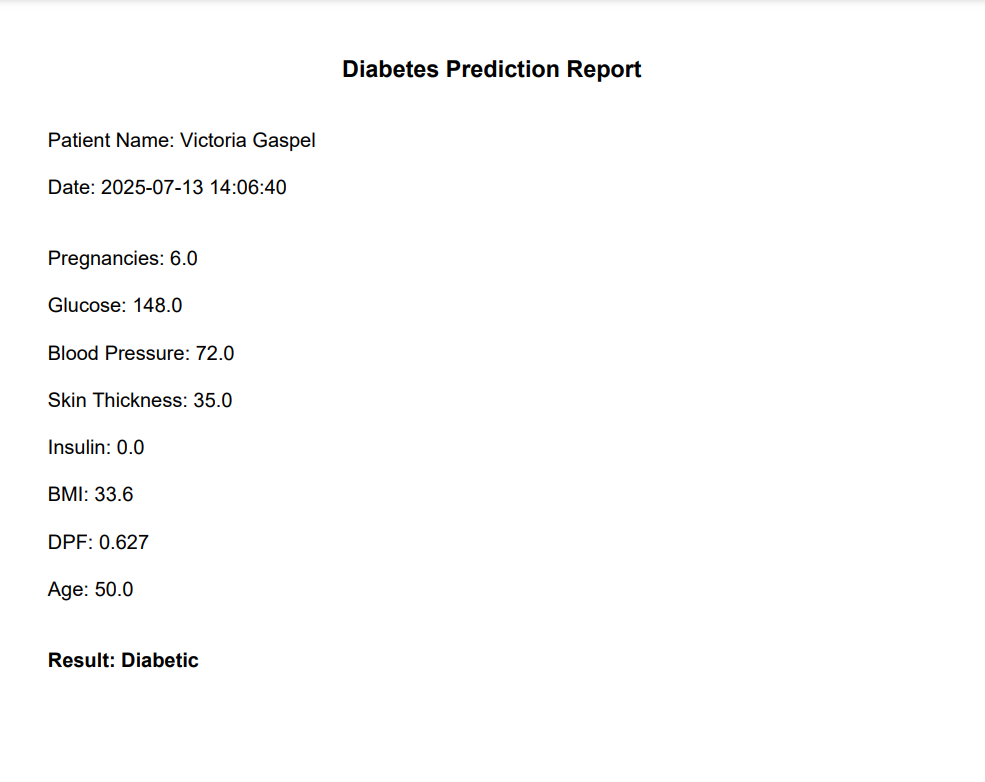 Diabetes Prediction Report
Patient Name: Victoria Gaspel
Date: 2025-07-13 14:06:40
Pregnancies: 6.0
Glucose: 148.0
Blood Pressure: 72.0
Skin Thickness: 35.0
Insulin: 0.0
BMI: 33.6
DPF: 0.627
Age: 50.0
Result: Diabetic